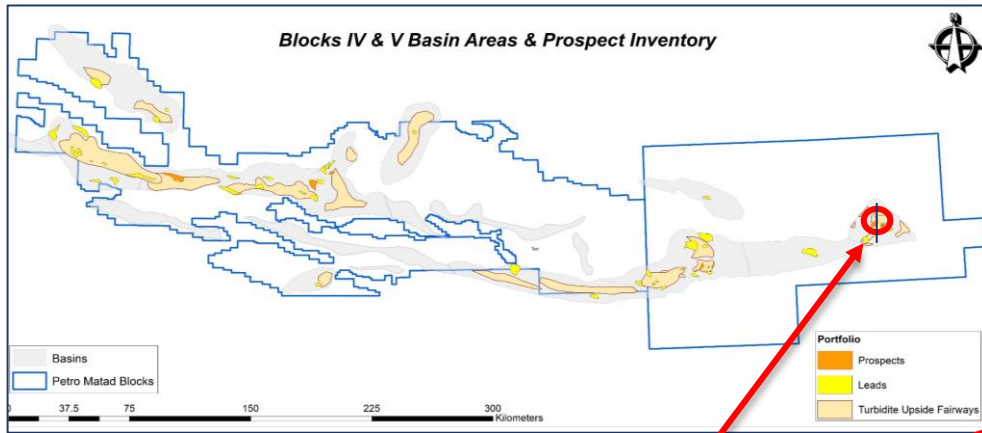 Blocks IV & V Basin Areas & Prospect Inventory
Basins
Petro Matad Blocks
0 37.5 75 150 225 300
Kilometers
Portfolio
Prospects
Leads
Turbidite Upside Fairways